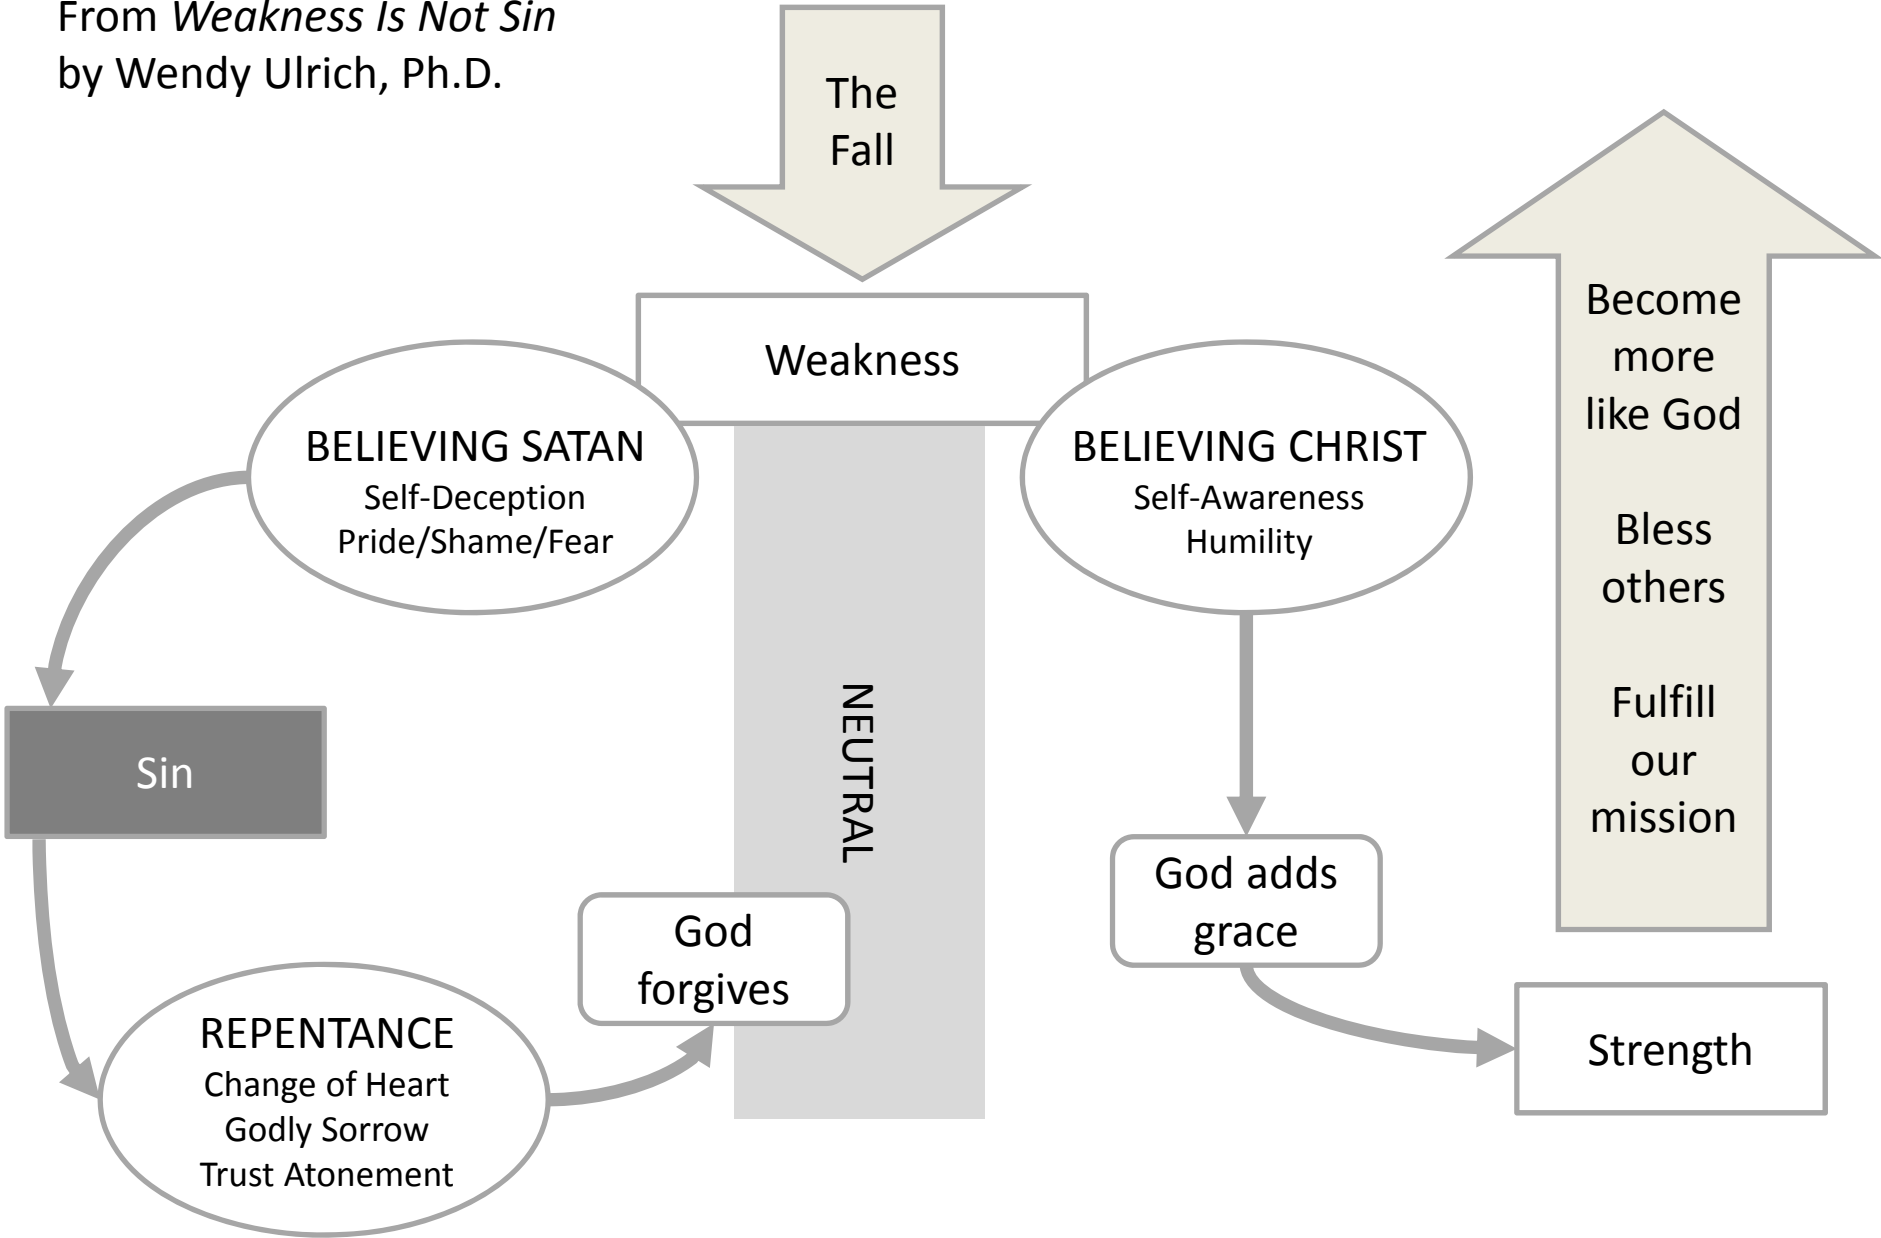 From Weakness Is Not Sin
by Wendy Ulrich, Ph.D.
The
Fall
Weakness
BELIEVING SATAN
Self-Deception
Pride/Shame/Fear
BELIEVING CHRIST
Self-Awareness
Humility
Become
more
like God
Bless
others
Fulfill
our
mission
NEUTRAL
Sin
God adds
grace
God
forgives
REPENTANCE
Change of Heart
Godly Sorrow
Trust Atonement
Strength